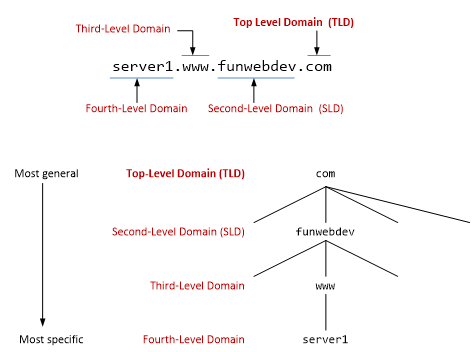 Top Level Domain (TLD)
Third-Level Domain
server1.www.funwebdev.com
Fourth-Level Domain Second-Level Domain (SLD)
Most general Top-Level Domain (TLD) com
Second-Level Domain (SLD) funwebdev
Third-Level Domain www
Most specific Fourth-Level Domain server1